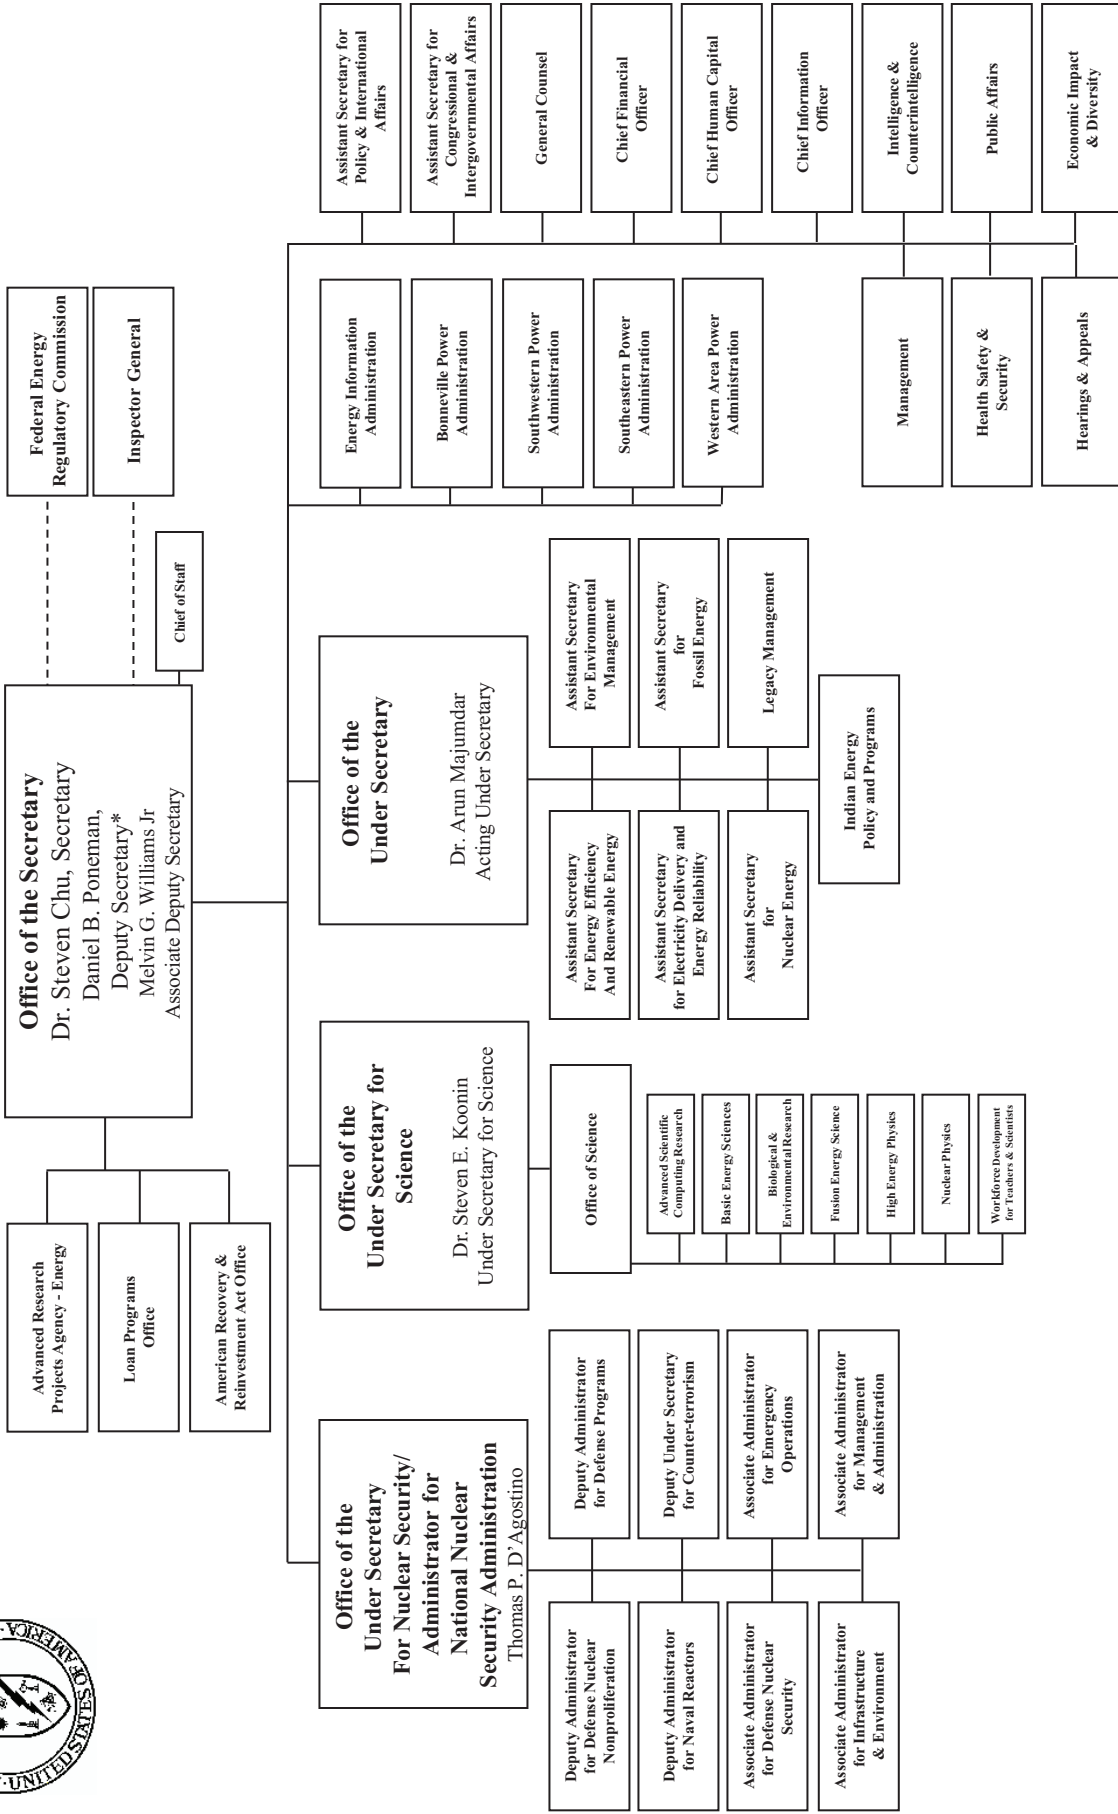 UNITED STATES OF AMERICA
Office of the Secretary
Dr. Steven Chu, Secretary
Daniel B. Poneman,
Deputy Secretary*
Melvin G. Williams Jr
Associate Deputy Secretary
Chief of Staff
Federal Energy
Regulatory Commission
Inspector General
Advanced Research
Projects Agency - Energy
Loan Programs
Office
American Recovery &
Reinvestment Act Office
Office of the
Under Secretary
For Nuclear Security/
Administrator for
National Nuclear
Security Administration
Thomas P. D'Agostino
Deputy Administrator
for Defense Nuclear
Nonproliferation
Deputy Administrator
for Defense Programs
Deputy Administrator
for Naval Reactors
Deputy Under Secretary
for Counter-terrorism
Associate Administrator
for Defense Nuclear
Security
Associate Administrator
for Emergency
Operations
Associate Administrator
for Infrastructure
& Environment
Associate Administrator
for Management
& Administration
Office of the
Under Secretary for
Science
Dr. Steven E. Koonin
Under Secretary for Science
Office of Science
Advanced Scientific
Computing Research
Basic Energy Sciences
Biological &
Environmental Research
Fusion Energy Science
High Energy Physics
Nuclear Physics
Workforce Development
for Teachers & Scientists
Office of the
Under Secretary
Dr. Arun Majumdar
Acting Under Secretary
Assistant Secretary
For Energy Efficiency
And Renewable Energy
Assistant Secretary
For Environmental
Management
Assistant Secretary
for Electricity Delivery and
Energy Reliability
Assistant Secretary
for
Fossil Energy
Assistant Secretary
for
Nuclear Energy
Legacy Management
Indian Energy
Policy and Programs
Energy Information
Administration
Bonneville Power
Administration
Southwestern Power
Administration
Southeastern Power
Administration
Western Area Power
Administration
Assistant Secretary for
Policy & International
Affairs
Assistant Secretary for
Congressional &
Intergovernmental Affairs
General Counsel
Chief Financial
Officer
Chief Human Capital
Officer
Chief Information
Officer
Management
Intelligence &
Counterintelligence
Health Safety &
Security
Public Affairs
Hearings & Appeals
Economic Impact
& Diversity